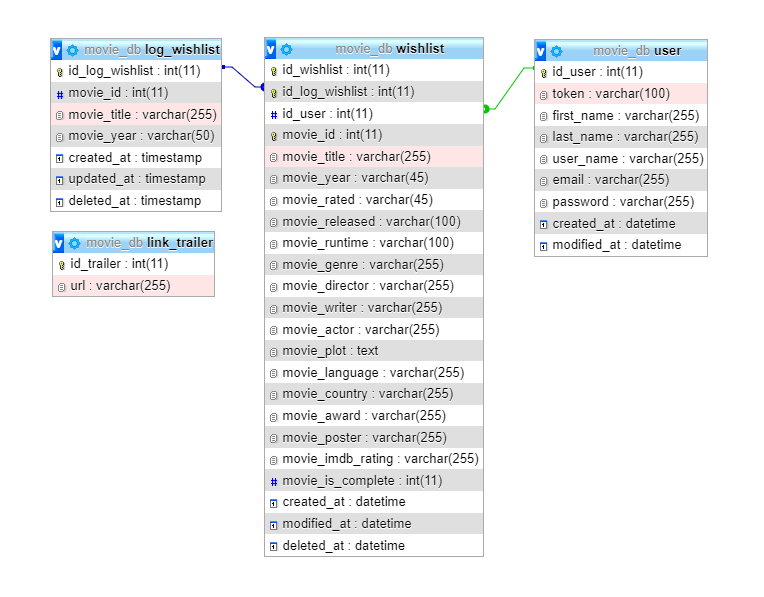 v movie_db log_wishlist
id_log_wishlist : int(11)
# movie_id : int(11)
movie_title : varchar(255)
movie_year : varchar(50)
created_at : timestamp
updated_at : timestamp
deleted_at : timestamp
v movie_db link_trailer
id_trailer : int(11)
url : varchar(255)
v movie_db wishlist
id_wishlist : int(11)
id_log_wishlist : int(11)
# id_user : int(11)
movie_id : int(11)
movie_title : varchar(255)
movie_year : varchar(45)
movie_rated : varchar(45)
movie_released : varchar(100)
movie_runtime : varchar(100)
movie_genre : varchar(255)
movie_director : varchar(255)
movie_writer : varchar(255)
movie_actor : varchar(255)
movie_plot : text
movie_language : varchar(255)
movie_country : varchar(255)
movie_award : varchar(255)
movie_poster : varchar(255)
movie_imdb_rating : varchar(255)
# movie_is_complete : int(11)
created_at : datetime
modified_at : datetime
deleted_at : datetime
v movie_db user
id_user : int(11)
token : varchar(100)
first_name : varchar(255)
last_name : varchar(255)
user_name : varchar(255)
email : varchar(255)
password : varchar(255)
created_at : datetime
modified_at : datetime